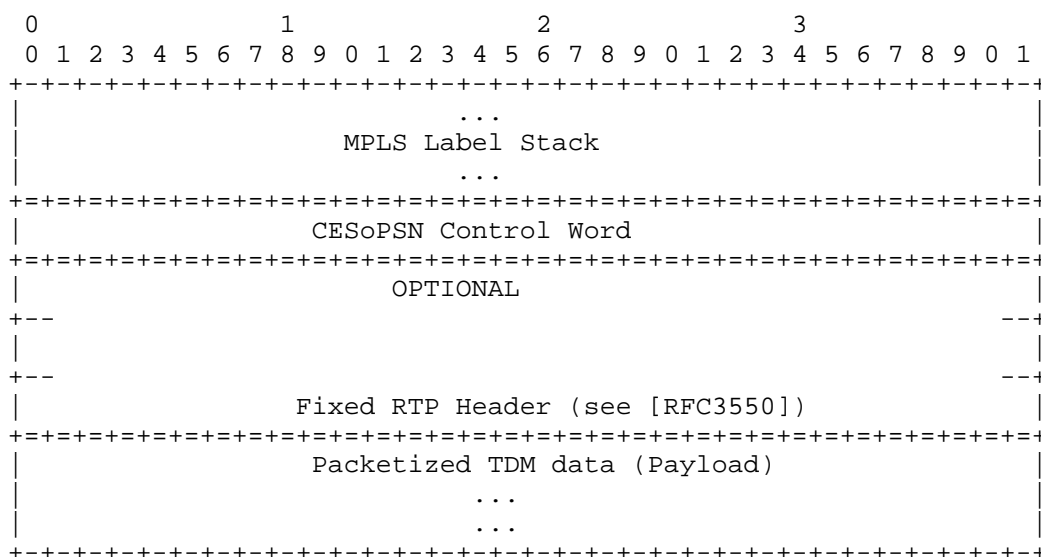 0                   1                   2                   3
 0 1 2 3 4 5 6 7 8 9 0 1 2 3 4 5 6 7 8 9 0 1 2 3 4 5 6 7 8 9 0 1
+-+-+-+-+-+-+-+-+-+-+-+-+-+-+-+-+-+-+-+-+-+-+-+-+-+-+-+-+-+-+-+-+
|                           ...                                 |
|                    MPLS Label Stack                           |
|                           ...                                 |
+=+=+=+=+=+=+=+=+=+=+=+=+=+=+=+=+=+=+=+=+=+=+=+=+=+=+=+=+=+=+=+=+
|                  CESoPSN Control Word                         |
+=+=+=+=+=+=+=+=+=+=+=+=+=+=+=+=+=+=+=+=+=+=+=+=+=+=+=+=+=+=+=+=+
|                       OPTIONAL                                |
+--                                                           --+
|                                                               |
+--                                                           --+
|                 Fixed RTP Header (see [RFC3550])              |
+=+=+=+=+=+=+=+=+=+=+=+=+=+=+=+=+=+=+=+=+=+=+=+=+=+=+=+=+=+=+=+=+
|                  Packetized TDM data (Payload)                |
|                            ...                                |
|                            ...                                |
+-+-+-+-+-+-+-+-+-+-+-+-+-+-+-+-+-+-+-+-+-+-+-+-+-+-+-+-+-+-+-+-+